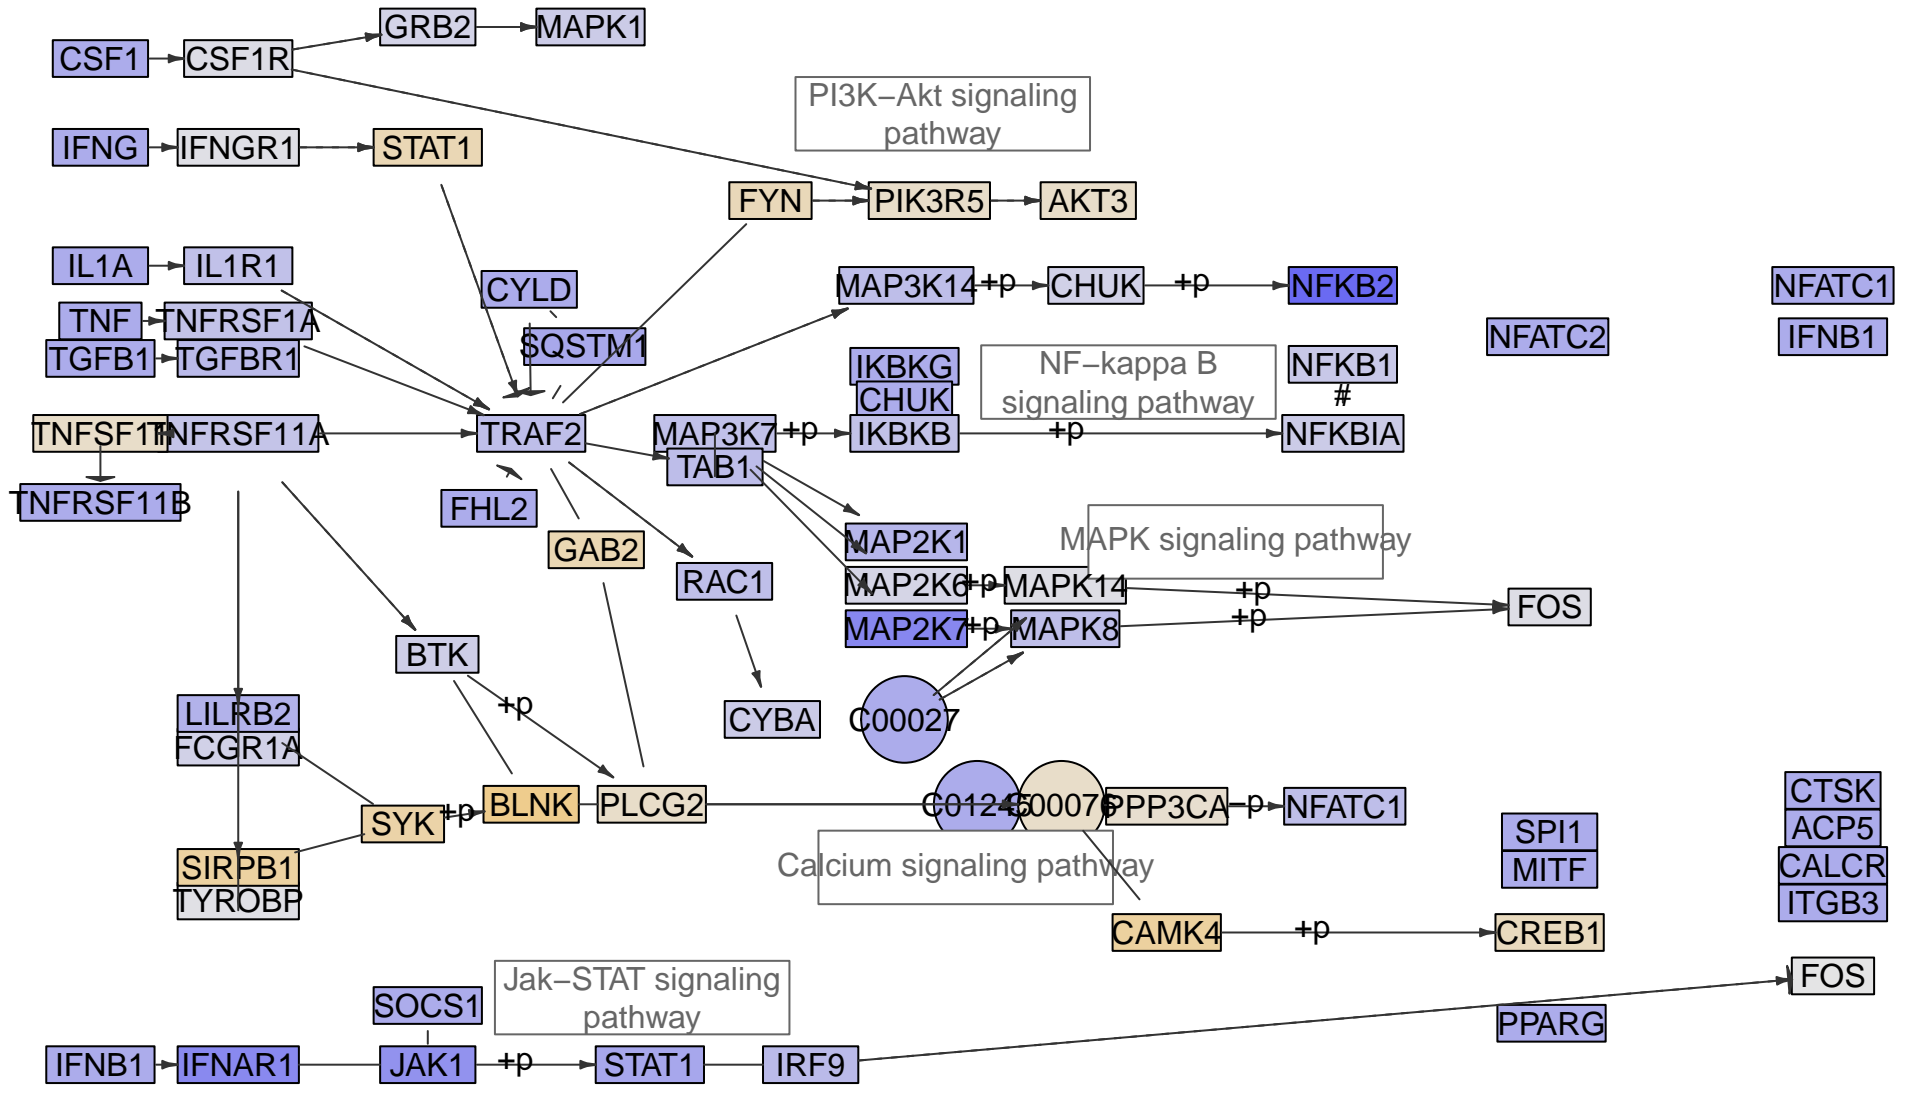 GRB2
MAPK1
CSF1
CSF1R
PI3K–Akt signaling
pathway
IFNG
IFNGR1
STAT1
FYN
PIK3R5
AKT3
IL1A
IL1R1
CYLD
MAP3K14
+p
CHUK
+p
NFKB2
NFATC1
TNF
TNFRSF1A
SQSTM1
NFATC2
IFNB1
TGFB1
TGFBR1
IKBKG
NF–kappa B
signaling pathway
NFKB1
CHUK
#
TNFSF11
TNFRSF11A
TRAF2
MAP3K7
+p
IKBKB
+p
NFKBIA
TAB1
TNFRSF11B
FHL2
GAB2
MAP2K1
MAPK signaling pathway
RAC1
MAP2K6
+p
MAPK14
+p
FOS
MAP2K7
+p
MAPK8
+p
BTK
+p
LILRB2
FCGR1A
CYBA
C00027
SYK
+p
BLNK
PLCG2
C01245
C00076
PPP3CA
–p
NFATC1
CTSK
SPI1
ACP5
MITF
CALCR
ITGB3
SIRPB1
TYROBP
Calcium signaling pathway
CAMK4
+p
CREB1
Jak–STAT signaling
pathway
FOS
SOCS1
PPARG
IFNB1
IFNAR1
JAK1
+p
STAT1
IRF9